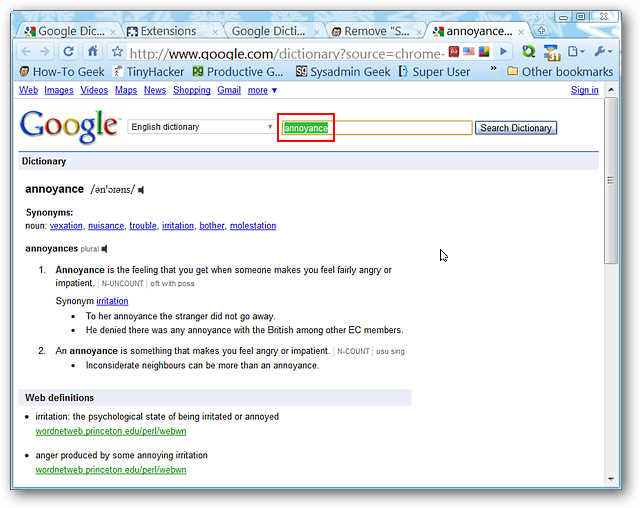 Google Dic...
Extensions
Google Dictio
Remove "S...
annoyance...
http://www.google.com/dictionary?source=chrome-
31
How-To Geek
TinyHacker
Productive G...
Sysadmin Geek
Super User
»
Other bookmarks
Web Images Videos Maps News Shopping Gmail more ▼
Sign in
Google™
English dictionary
annoyance
Search Dictionary
Dictionary
annoyance /ən'ɔɪəns/
Synonyms:
noun: vexation, nuisance, trouble, irritation, bother, molestation
annoyances plural
1. Annoyance is the feeling that you get when someone makes you feel fairly angry or
impatient. N-UNCOUNT oft with poss
Synonym irritation
▪ To her annoyance the stranger did not go away.
▪ He denied there was any annoyance with the British among other EC members.
2. An annoyance is something that makes you feel angry or impatient. N-COUNT usu sing
▪ Inconsiderate neighbours can be more than an annoyance.
Web definitions
• irritation: the psychological state of being irritated or annoyed
wordnetweb.princeton.edu/perl/webwn
• anger produced by some annoying irritation
wordnetweb.princeton.edu/perl/webwn